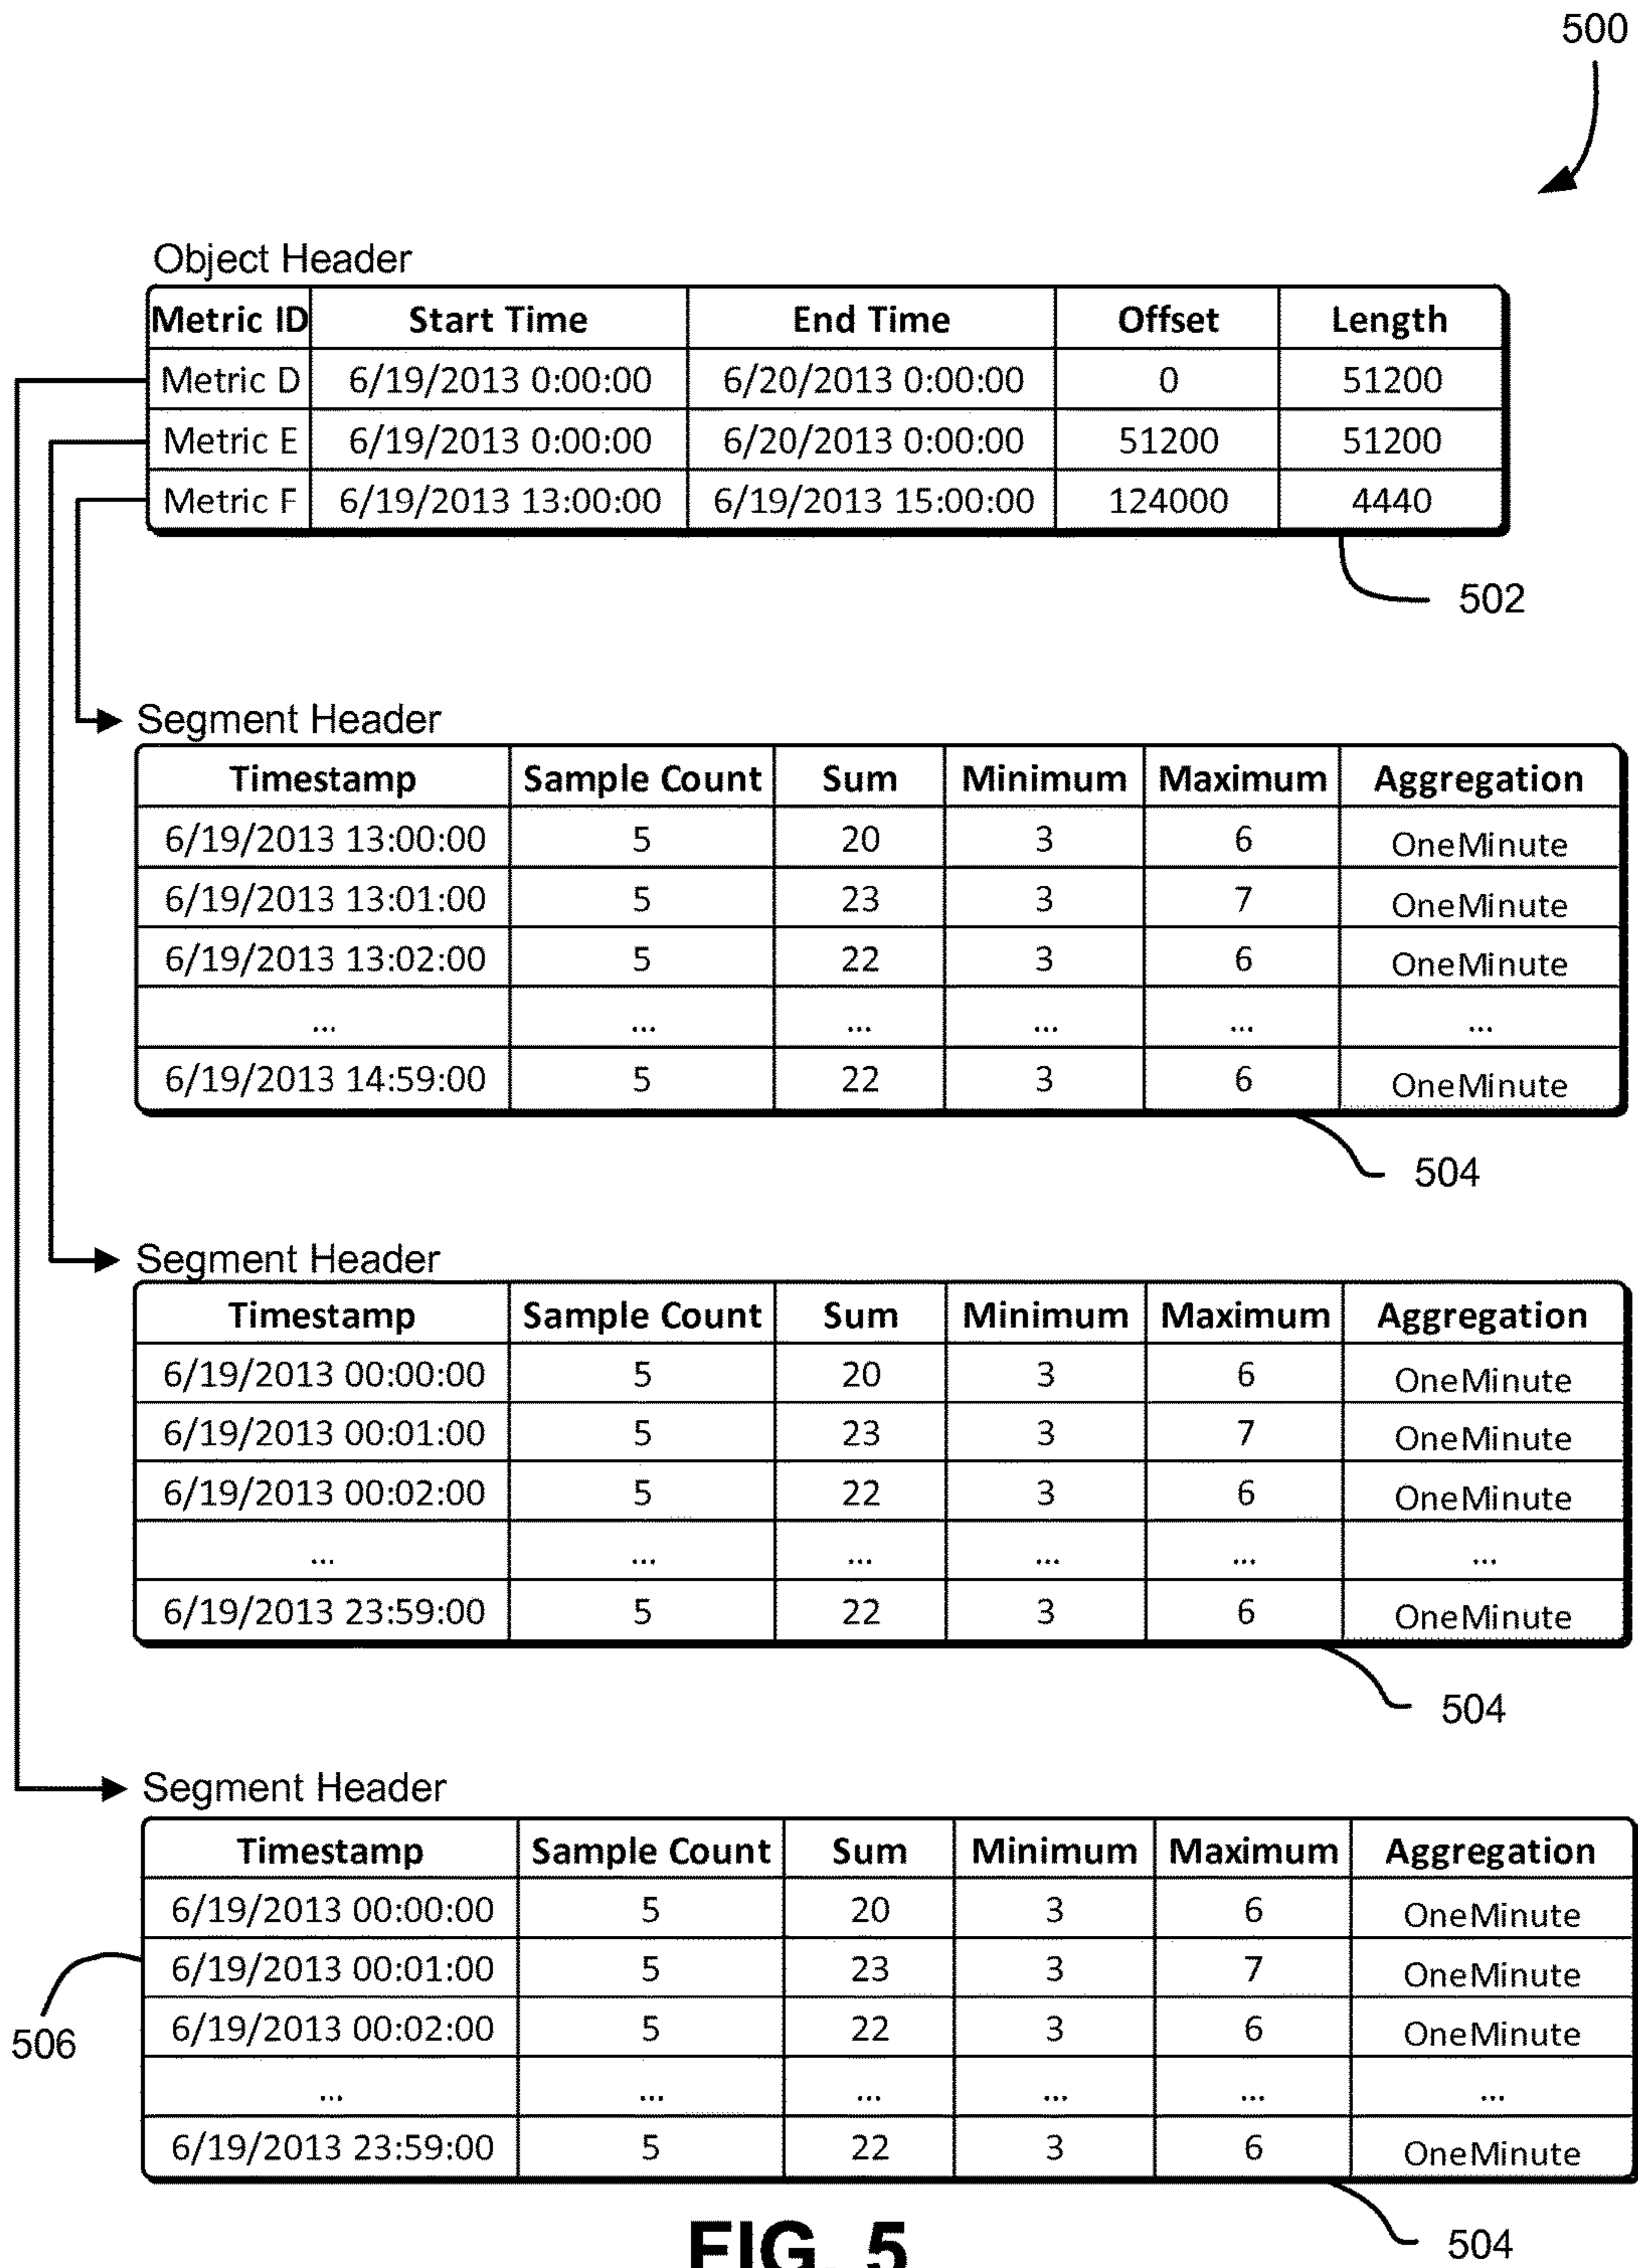 500
Object Header
Metric ID Start Time End Time Offset Length
Metric D 6/19/2013 0:00:00 6/20/2013 0:00:00 0 51200
Metric E 6/19/2013 0:00:00 6/20/2013 0:00:00 51200 51200
Metric F 6/19/2013 13:00:00 6/19/2013 15:00:00 124000 4440
502
Segment Header
Timestamp Sample Count Sum Minimum Maximum Aggregation
6/19/2013 13:00:00 5 20 3 6 OneMinute
6/19/2013 13:01:00 5 23 3 7 OneMinute
6/19/2013 13:02:00 5 22 3 6 OneMinute
... ... ... ... ... ...
6/19/2013 14:59:00 5 22 3 6 OneMinute
504
Segment Header
Timestamp Sample Count Sum Minimum Maximum Aggregation
6/19/2013 00:00:00 5 20 3 6 OneMinute
6/19/2013 00:01:00 5 23 3 7 OneMinute
6/19/2013 00:02:00 5 22 3 6 OneMinute
... ... ... ... ... ...
6/19/2013 23:59:00 5 22 3 6 OneMinute
504
Segment Header
Timestamp Sample Count Sum Minimum Maximum Aggregation
6/19/2013 00:00:00 5 20 3 6 OneMinute
6/19/2013 00:01:00 5 23 3 7 OneMinute
6/19/2013 00:02:00 5 22 3 6 OneMinute
506
... ... ... ... ... ...
6/19/2013 23:59:00 5 22 3 6 OneMinute
504
FIG. 5